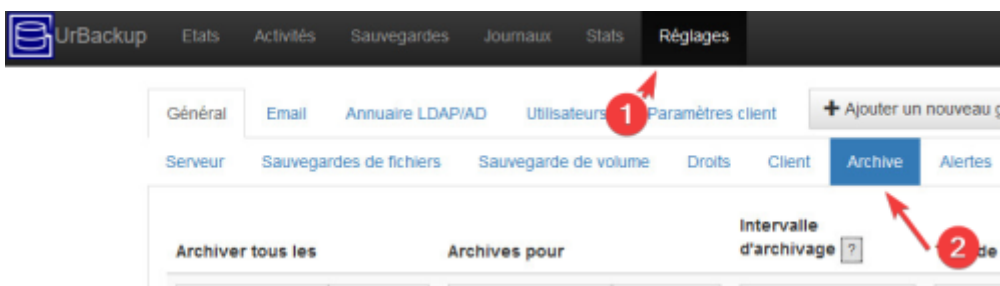 UrBackup Etats Activités Sauvegardes Journaux Stats Réglages
1
Général Email Annuaire LDAP/AD Utilisateurs Paramètres client + Ajouter un nouveau g
Serveur Sauvegardes de fichiers Sauvegarde de volume Droits Client Archive Alertes
2
Archiver tous les Archives pour Intervalle d'archivage ? de